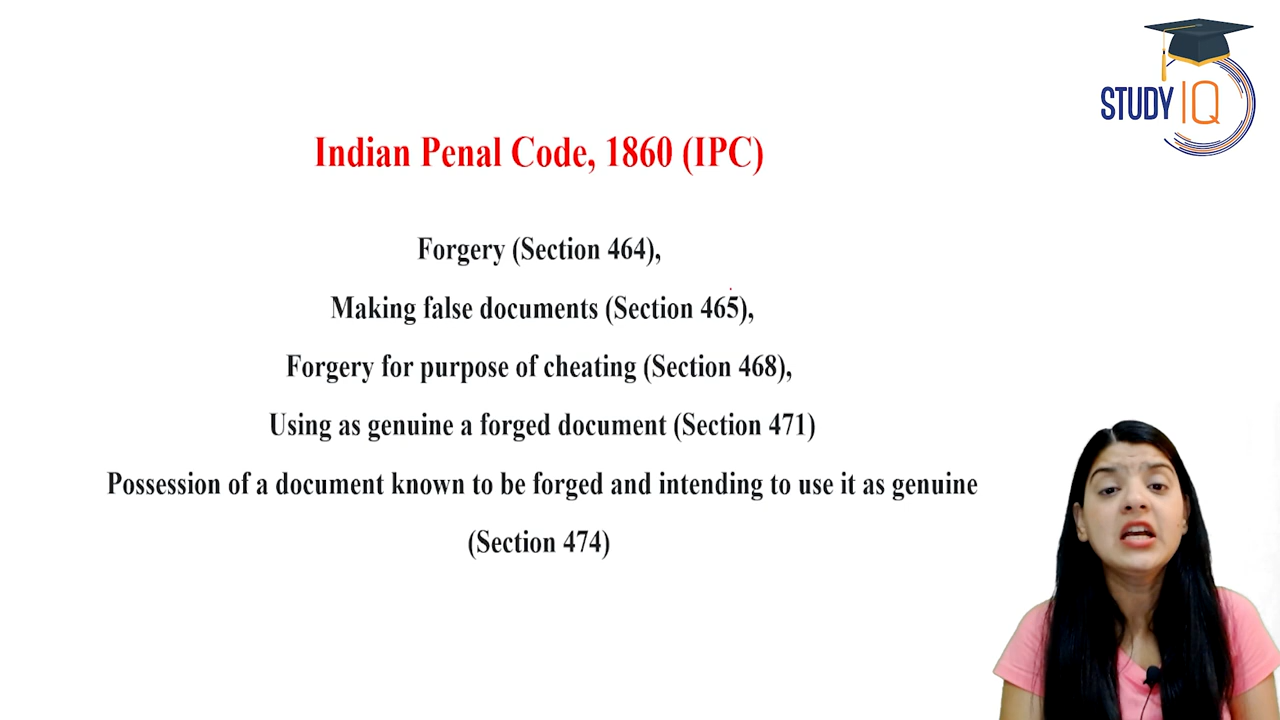 STUDY IQ
Indian Penal Code, 1860 (IPC)
Forgery (Section 464),
Making false documents (Section 465),
Forgery for purpose of cheating (Section 468),
Using as genuine a forged document (Section 471)
Possession of a document known to be forged and intending to use it as genuine
(Section 474)